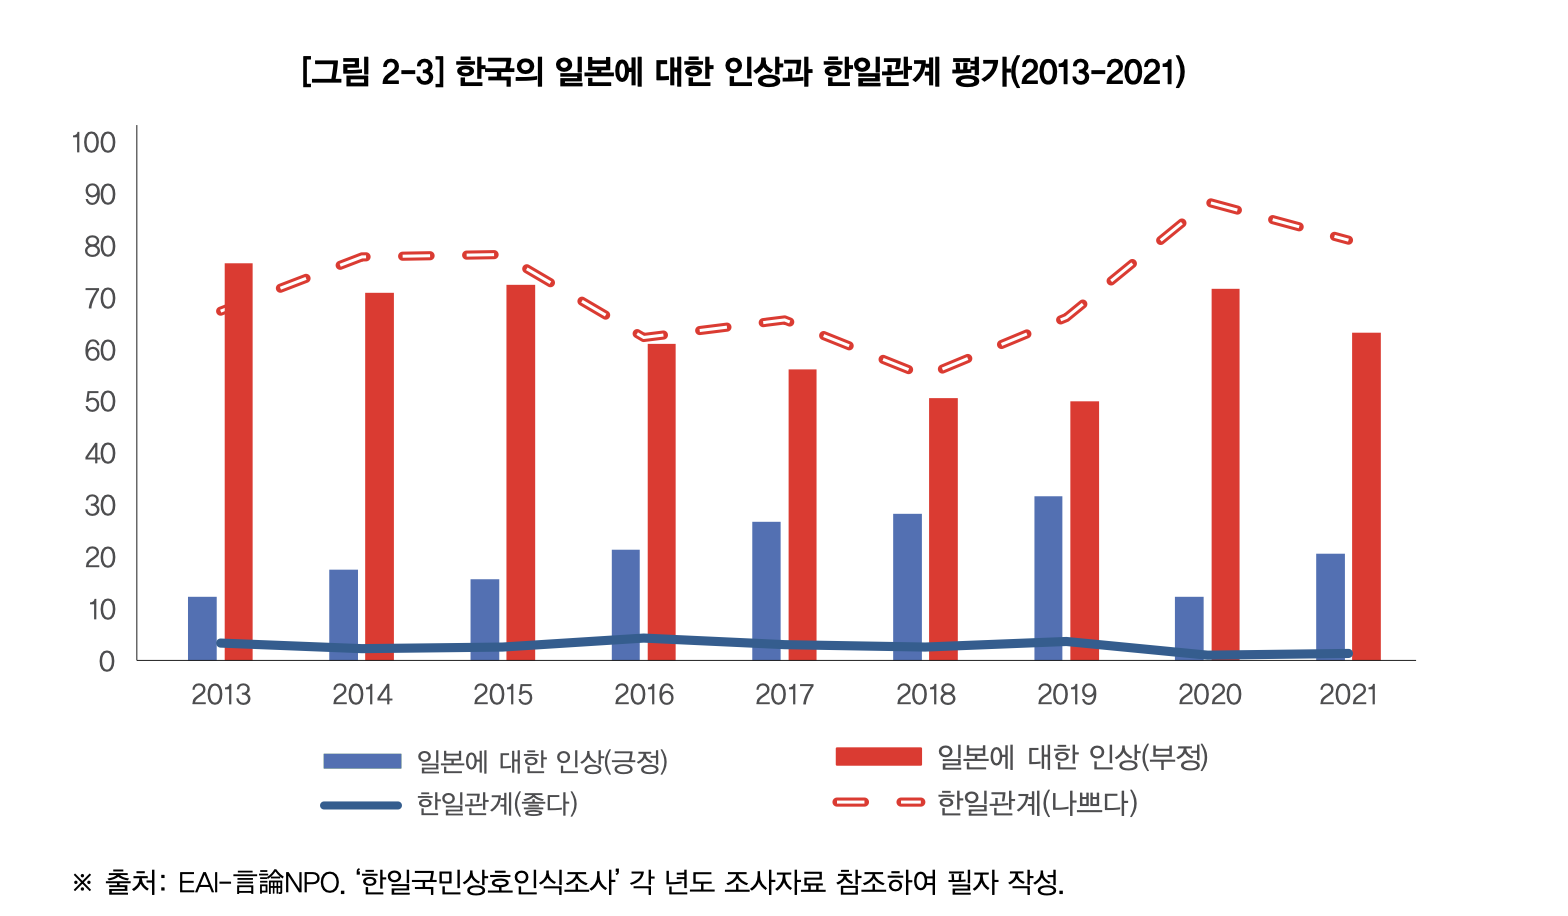 [그림 2-3] 한국의 일본에 대한 인상과 한일관계 평가(2013-2021)
100
90
80
70
60
50
40
30
20
10
0
2013 2014 2015 2016 2017 2018 2019 2020 2021
일본에 대한 인상(긍정) 일본에 대한 인상(부정)
한일관계(좋다) 한일관계(나쁘다)
※ 출처: EAI-言論NPO. ‘한일국민상호인식조사’ 각 년도 조사자료 참조하여 필자 작성.